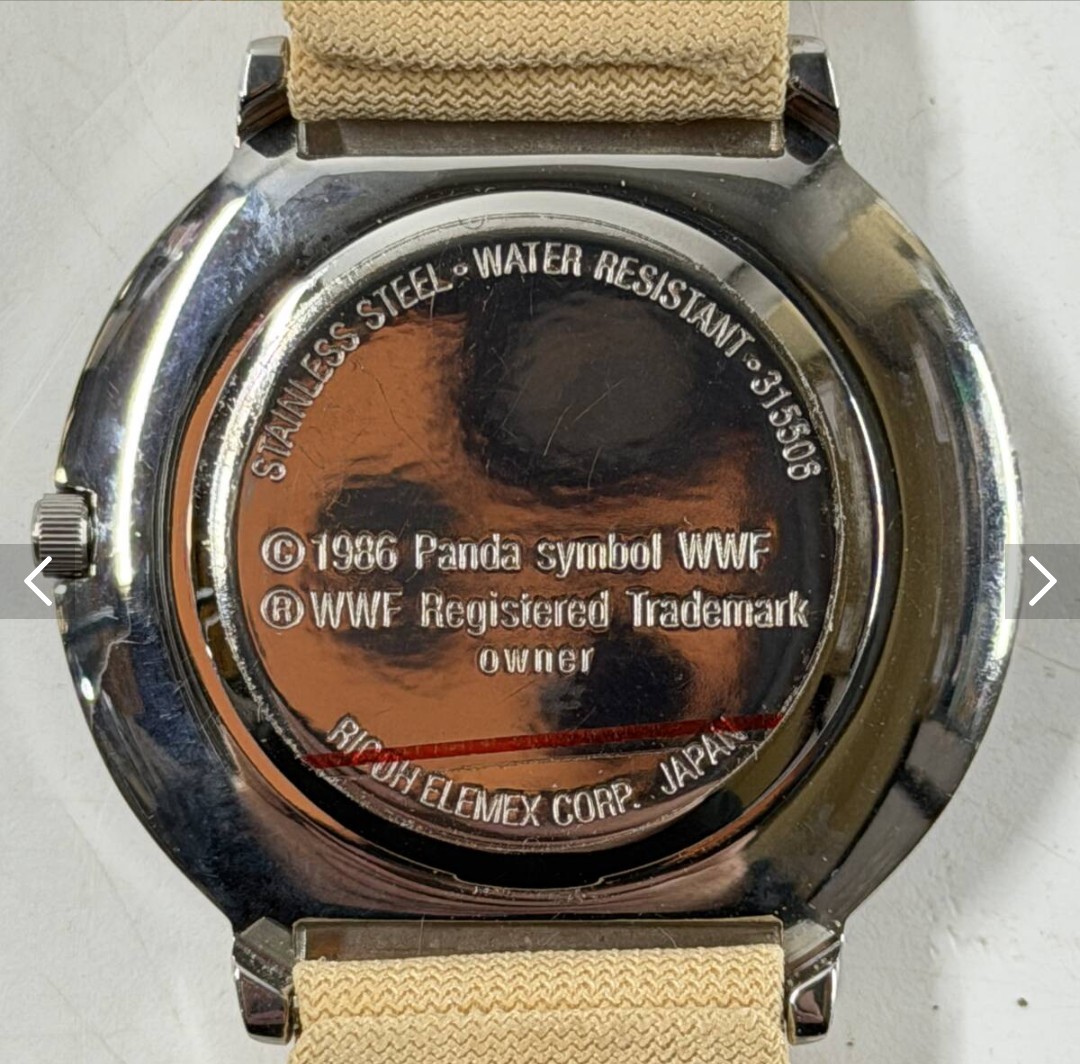 STAINLESS STEEL • WATER RESISTANT • 315506
©1986 Panda symbol WWF
®WWF Registered Trademark
owner
RICOH ELEMEX CORP. JAPAN